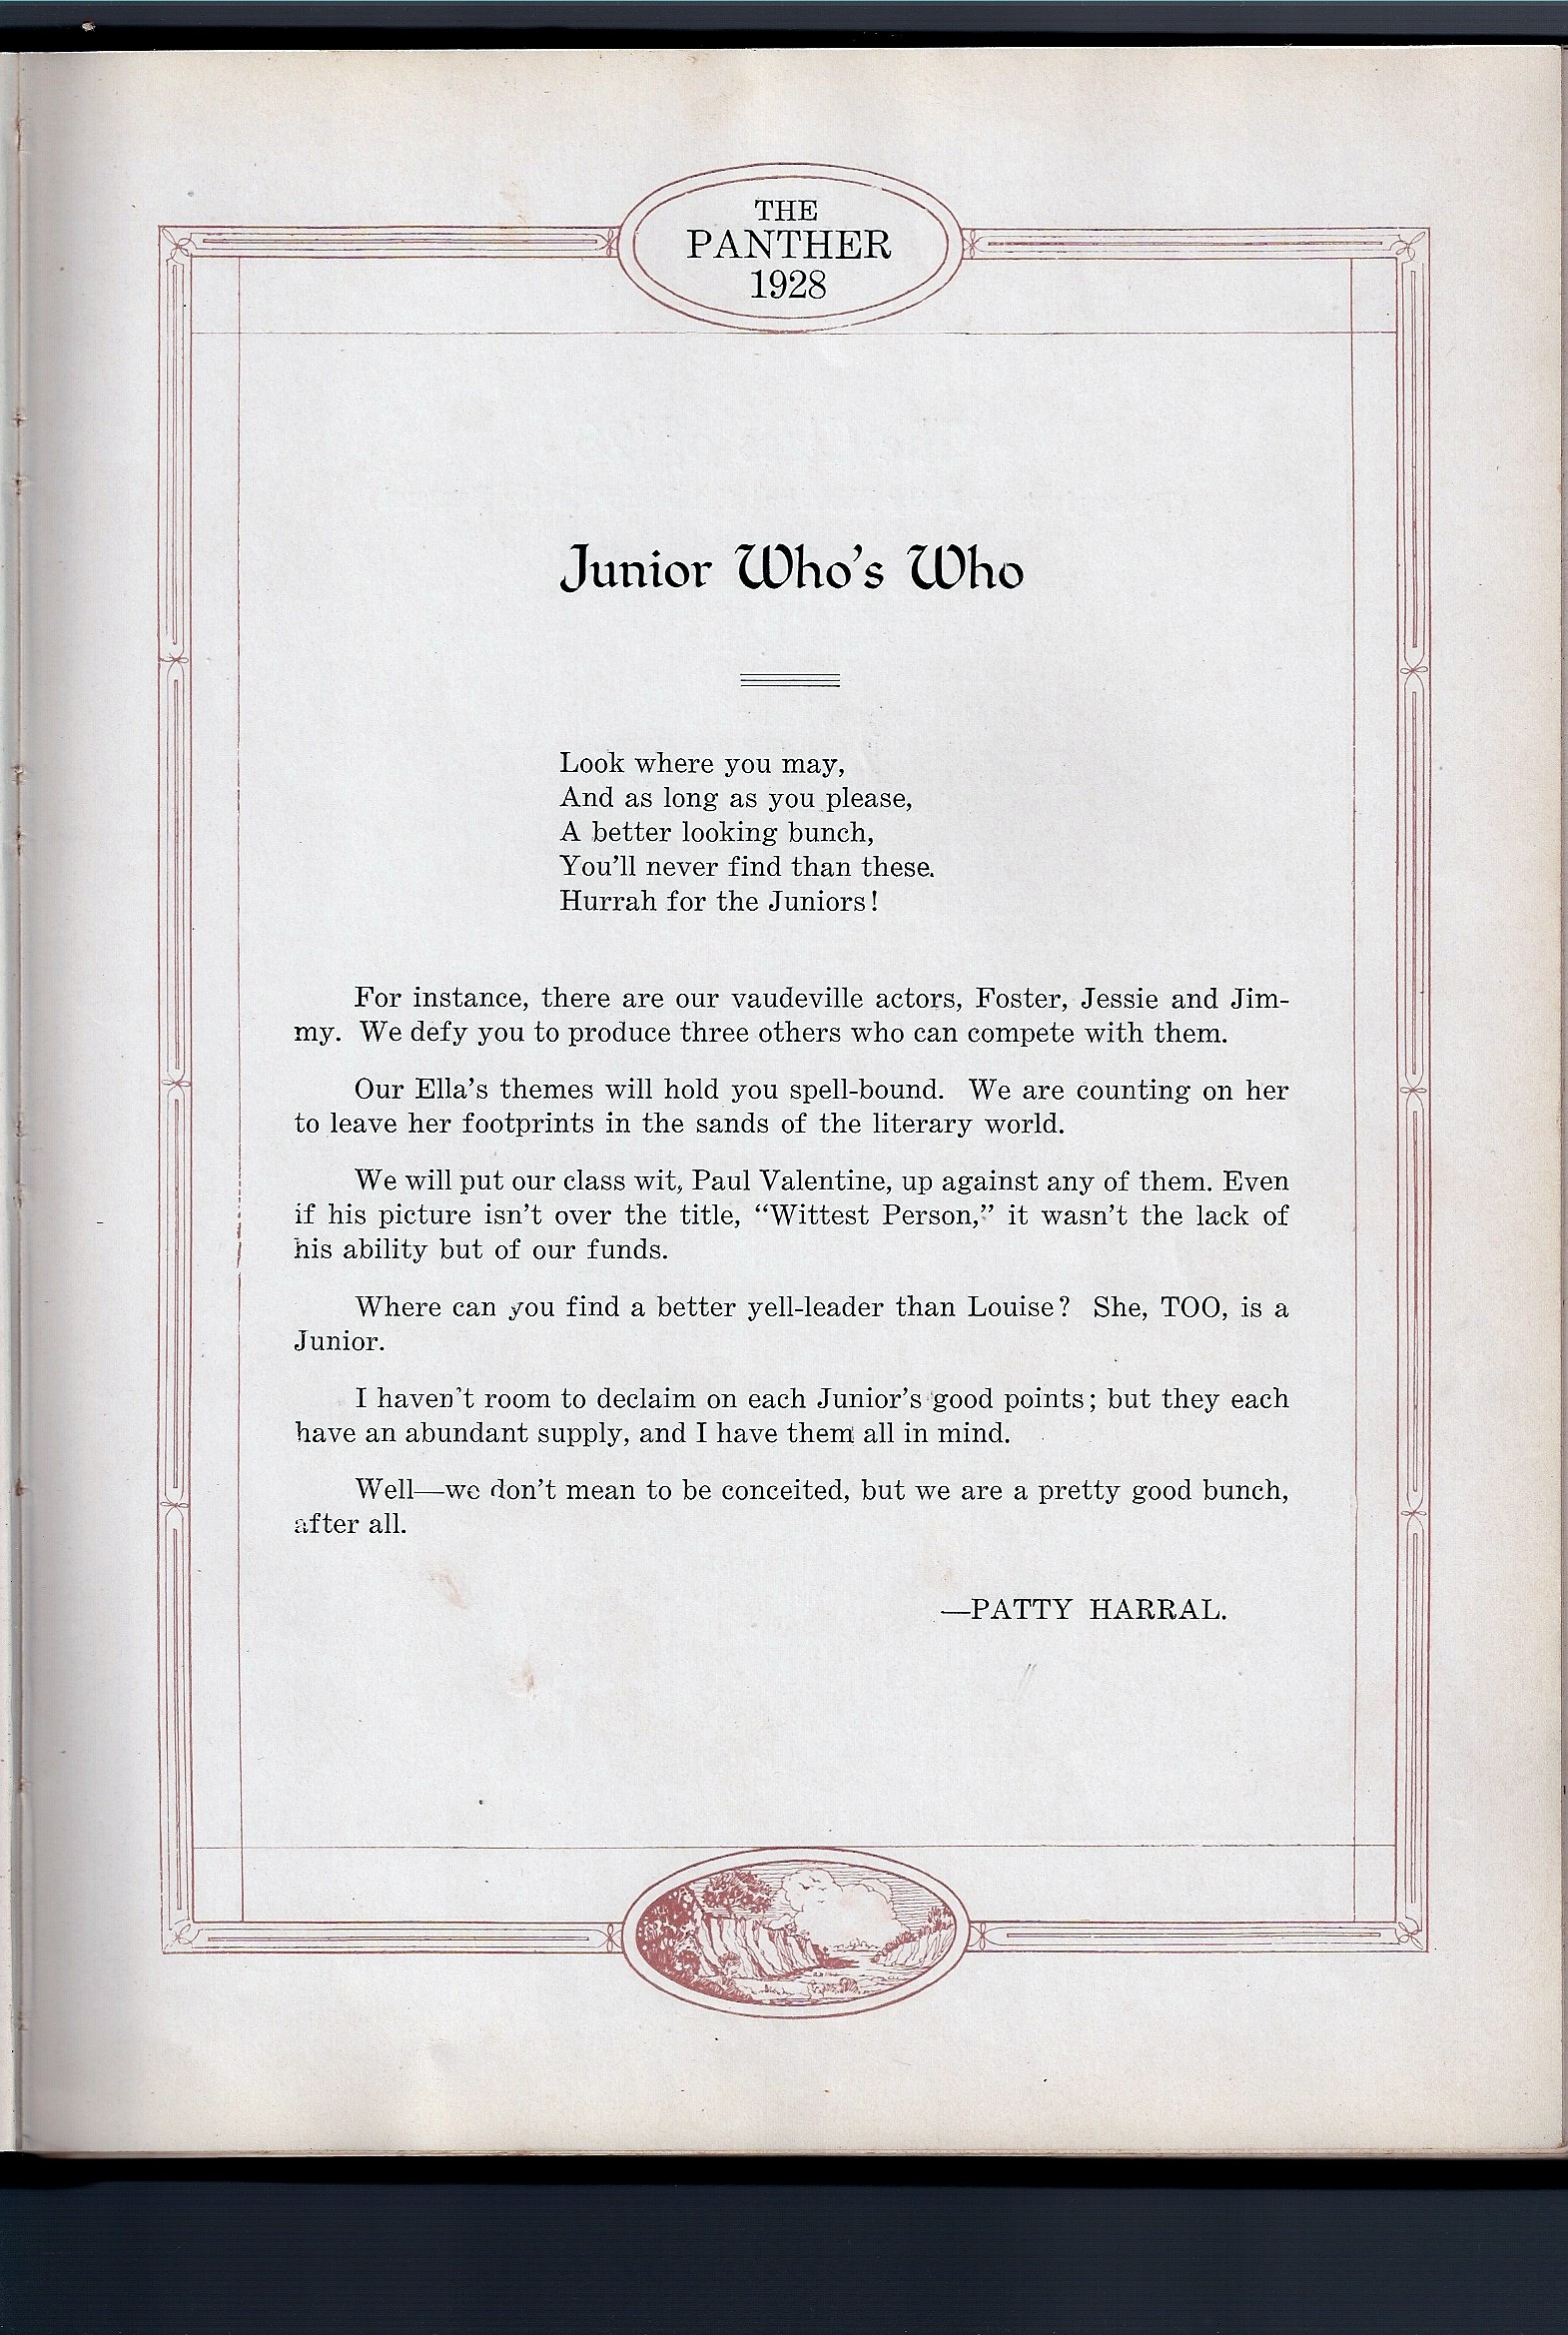 THE
PANTHER
1928
Junior Who's Who
Look where you may,
And as long as you please,
A better looking bunch,
You'll never find than these.
Hurrah for the Juniors!
For instance, there are our vaudeville actors, Foster, Jessie and Jim-
my. We defy you to produce three others who can compete with them.
Our Ella's themes will hold you spell-bound. We are counting on her
to leave her footprints in the sands of the literary world.
We will put our class wit, Paul Valentine, up against any of them. Even
if his picture isn't over the title, "Wittest Person," it wasn't the lack of
his ability but of our funds.
Where can you find a better yell-leader than Louise? She, TOO, is a
Junior.
I haven't room to declaim on each Junior's good points; but they each
have an abundant supply, and I have them all in mind.
Well—we don't mean to be conceited, but we are a pretty good bunch,
after all.
—PATTY HARRAL.